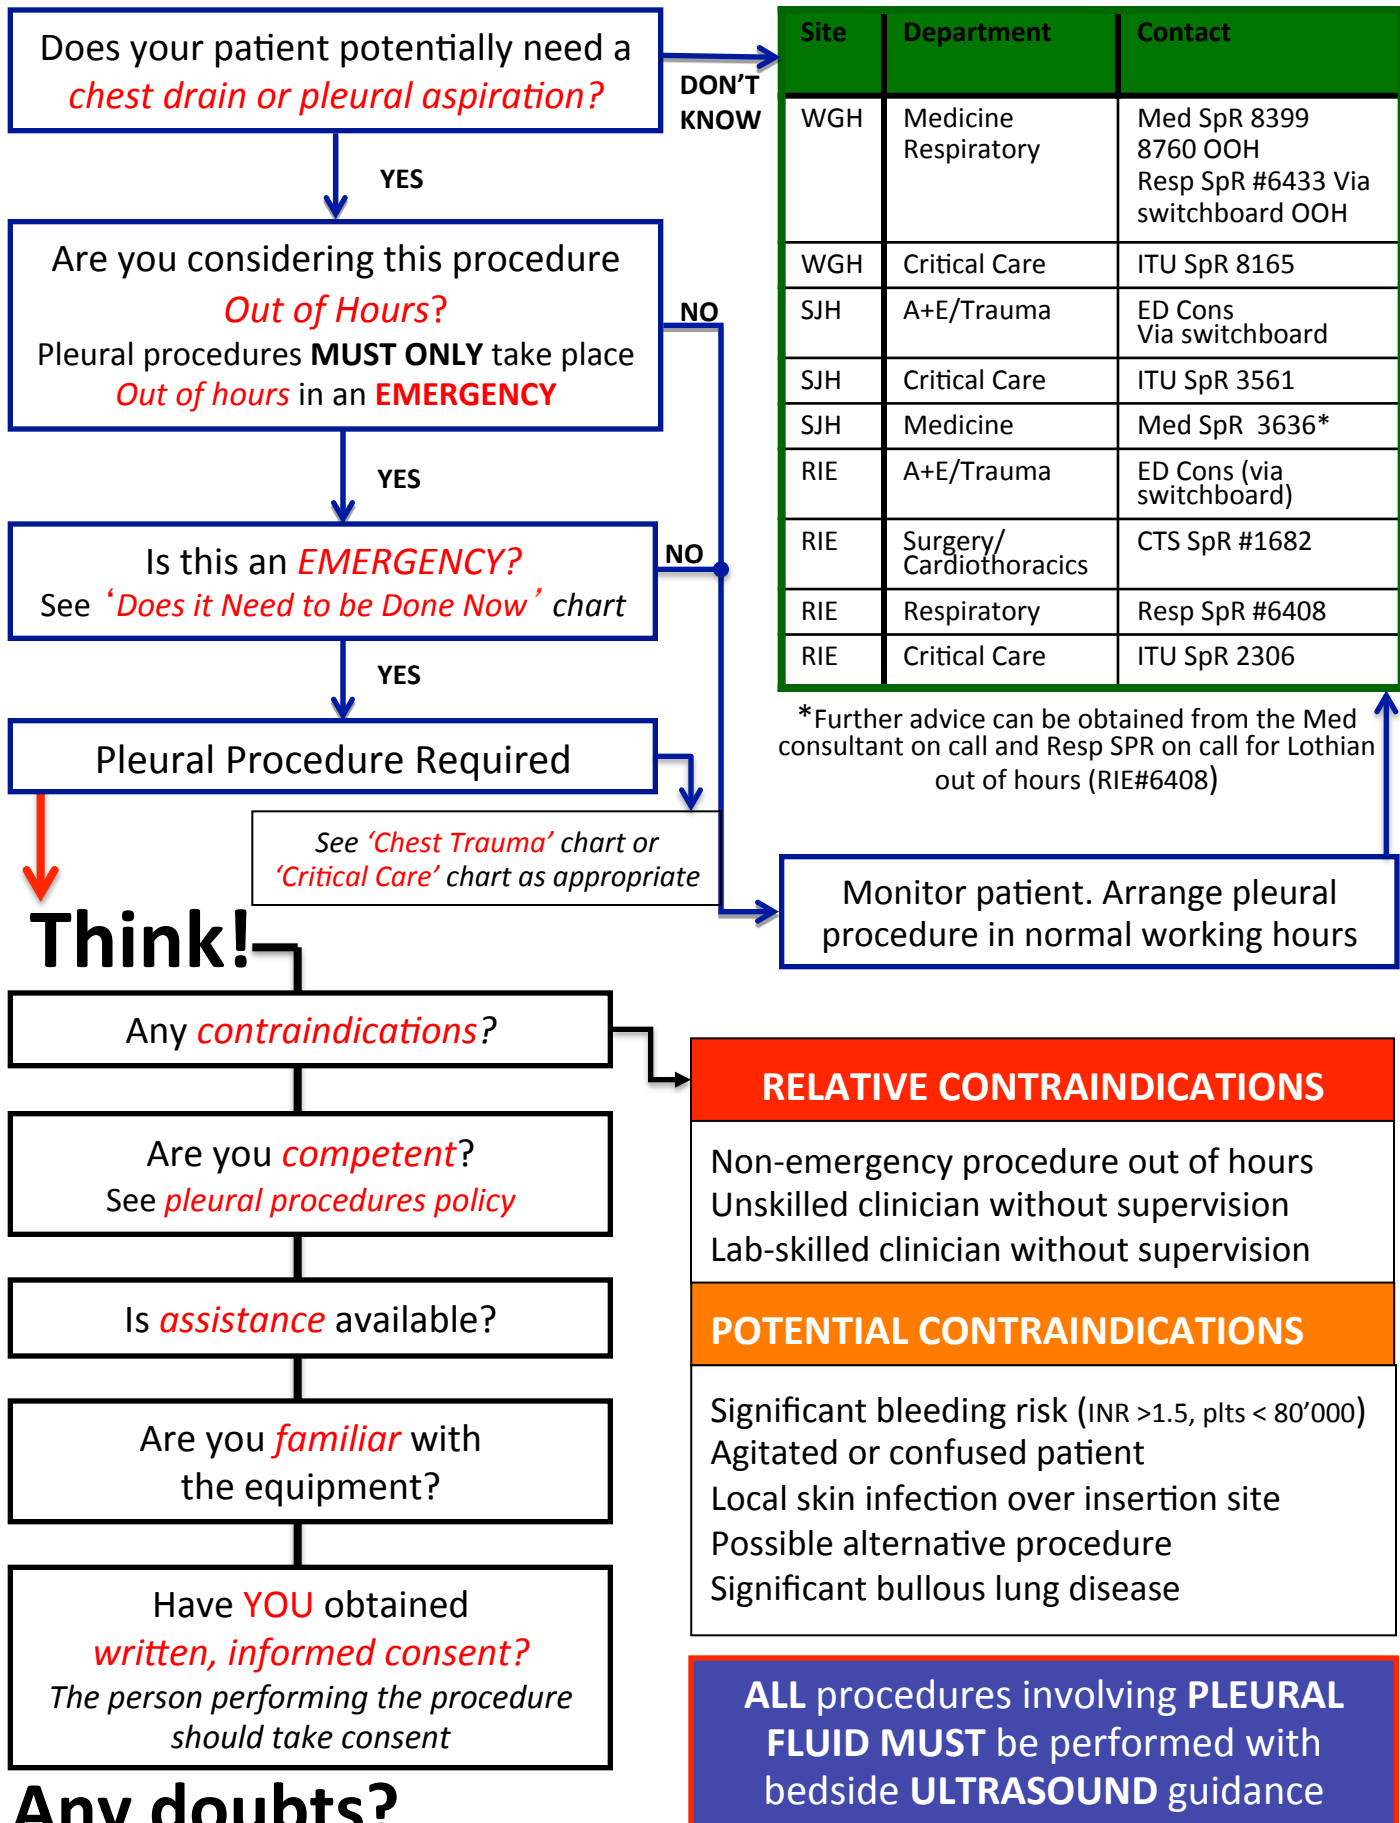 Does your patient potentially need a
chest drain or pleural aspiration?
DON'T
KNOW
YES
Are you considering this procedure
Out of Hours?
Pleural procedures MUST ONLY take place
Out of hours in an EMERGENCY
NO
YES
Is this an EMERGENCY?
See ‘Does it Need to be Done Now’ chart
NO
YES
Pleural Procedure Required
See ‘Chest Trauma’ chart or
‘Critical Care’ chart as appropriate
Site Department Contact
WGH Medicine Med SpR 8399
Respiratory 8760 OOH
Resp SpR #6433 Via
switchboard OOH
WGH Critical Care ITU SpR 8165
SJH A+E/Trauma ED Cons
Via switchboard
SJH Critical Care ITU SpR 3561
SJH Medicine Med SpR 3636*
RIE A+E/Trauma ED Cons (via
switchboard)
RIE Surgery/ CTS SpR #1682
Cardiothoracics
RIE Respiratory Resp SpR #6408
RIE Critical Care ITU SpR 2306
*Further advice can be obtained from the Med
consultant on call and Resp SPR on call for Lothian
out of hours (RIE#6408)
Monitor patient. Arrange pleural
procedure in normal working hours
Think!
Any contraindications?
Are you competent?
See pleural procedures policy
Is assistance available?
Are you familiar with
the equipment?
Have YOU obtained
written, informed consent?
The person performing the procedure
should take consent
Any doubts?
RELATIVE CONTRAINDICATIONS
Non-emergency procedure out of hours
Unskilled clinician without supervision
Lab-skilled clinician without supervision
POTENTIAL CONTRAINDICATIONS
Significant bleeding risk (INR >1.5, plts < 80’000)
Agitated or confused patient
Local skin infection over insertion site
Possible alternative procedure
Significant bullous lung disease
ALL procedures involving PLEURAL
FLUID MUST be performed with
bedside ULTRASOUND guidance